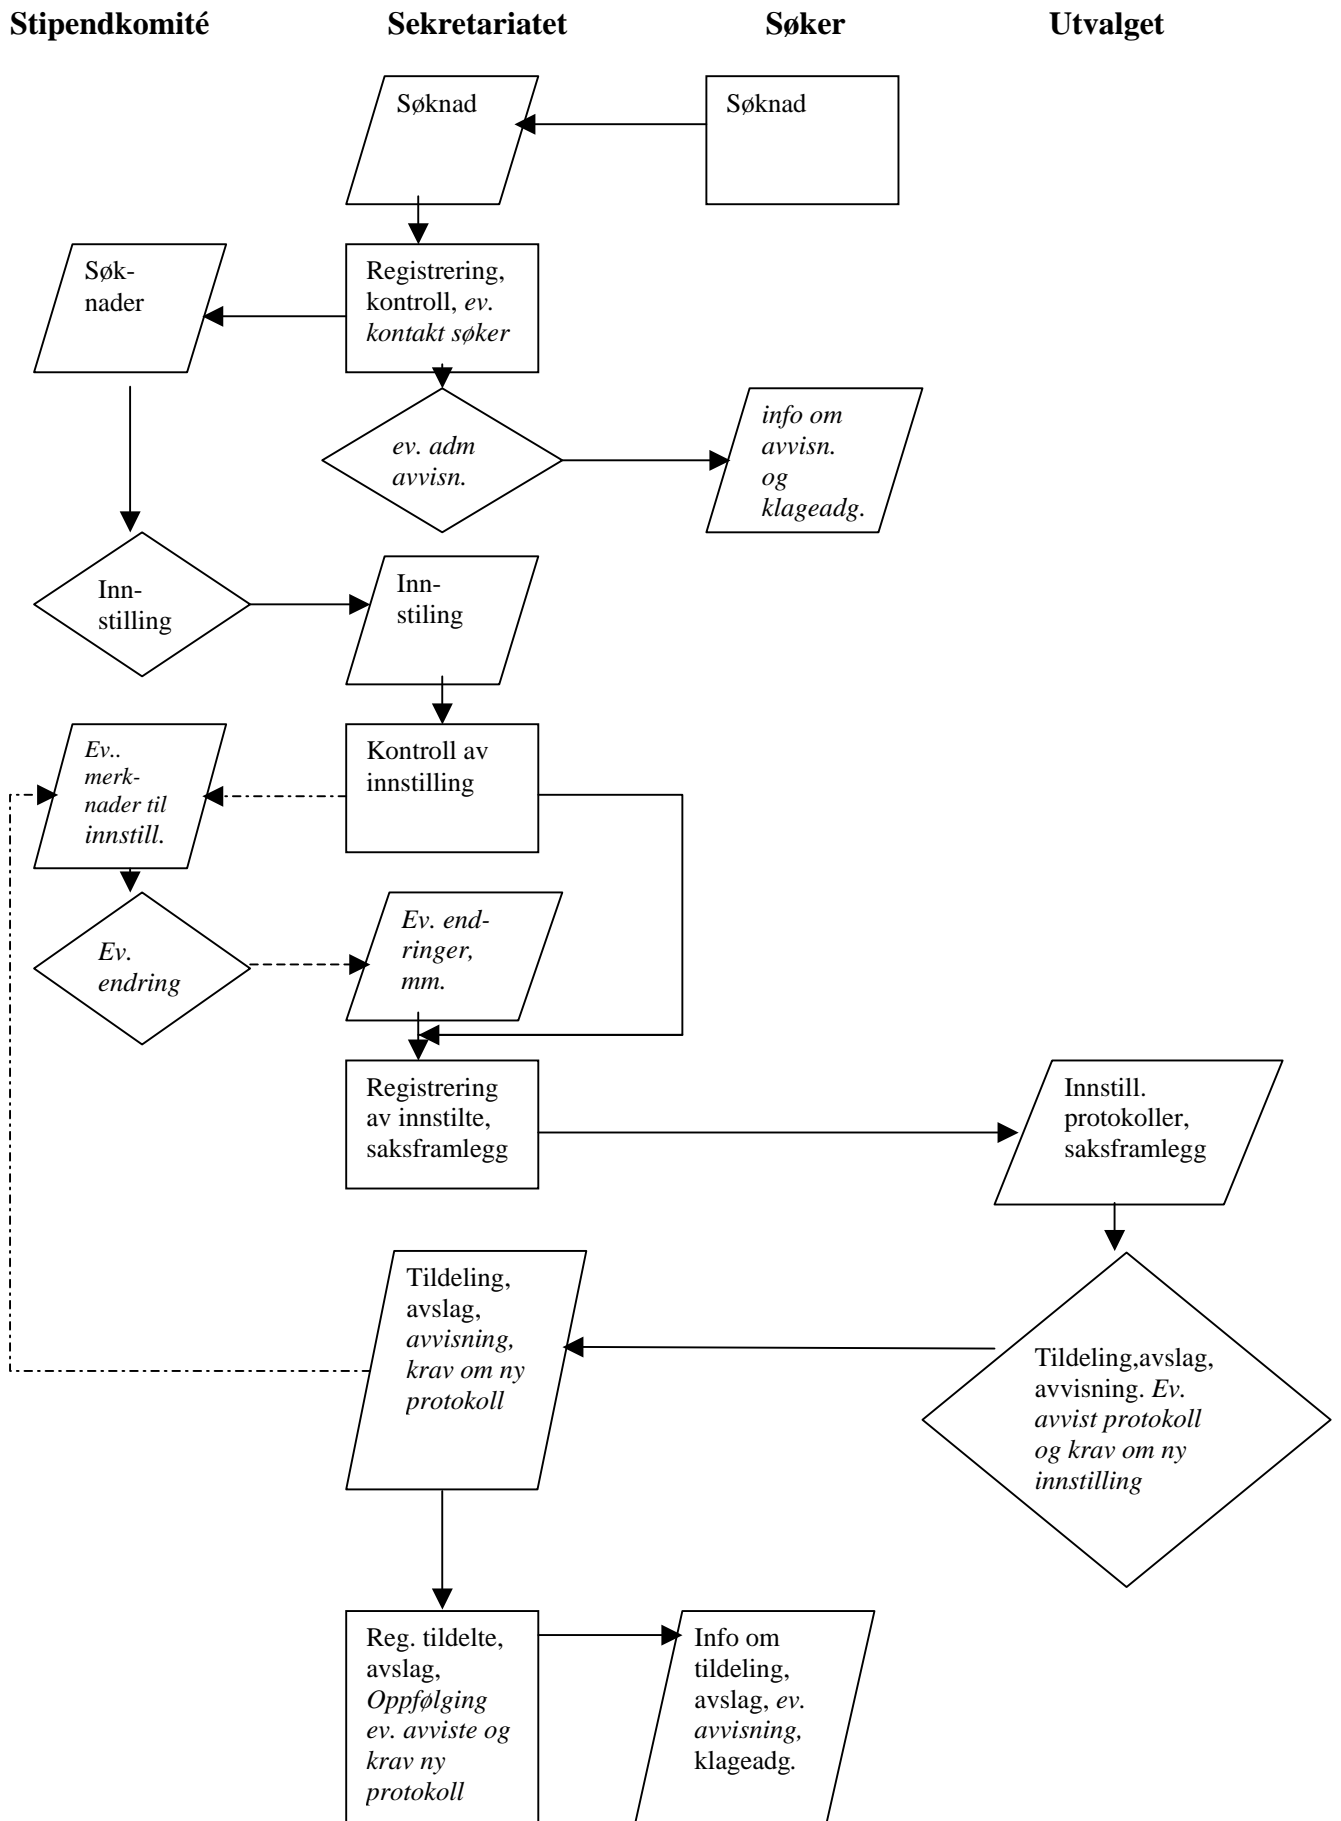 Stipendkomité Sekretariatet Søker Utvalget
Søknad
Søknad
Søk-
nader
Registrering,
kontroll, ev.
kontakt søker
ev. adm
avvisn.
info om
avvisn.
og
klageadg.
Inn-
stilling
Inn-
stiling
Ev..
merk-
nader til
innstill.
Kontroll av
innstilling
Ev.
endring
Ev. end-
ringer,
mm.
Registrering
av innstilte,
saksframlegg
Innstill.
protokoller,
saksframlegg
Tildeling,
avslag,
avvisning,
krav om ny
protokoll
Tildeling,avslag,
avvisning. Ev.
avvist protokoll
og krav om ny
innstilling
Reg. tildelte,
avslag,
Oppfølging
ev. avviste og
krav ny
protokoll
Info om
tildeling,
avslag, ev.
avvisning,
klageadg.